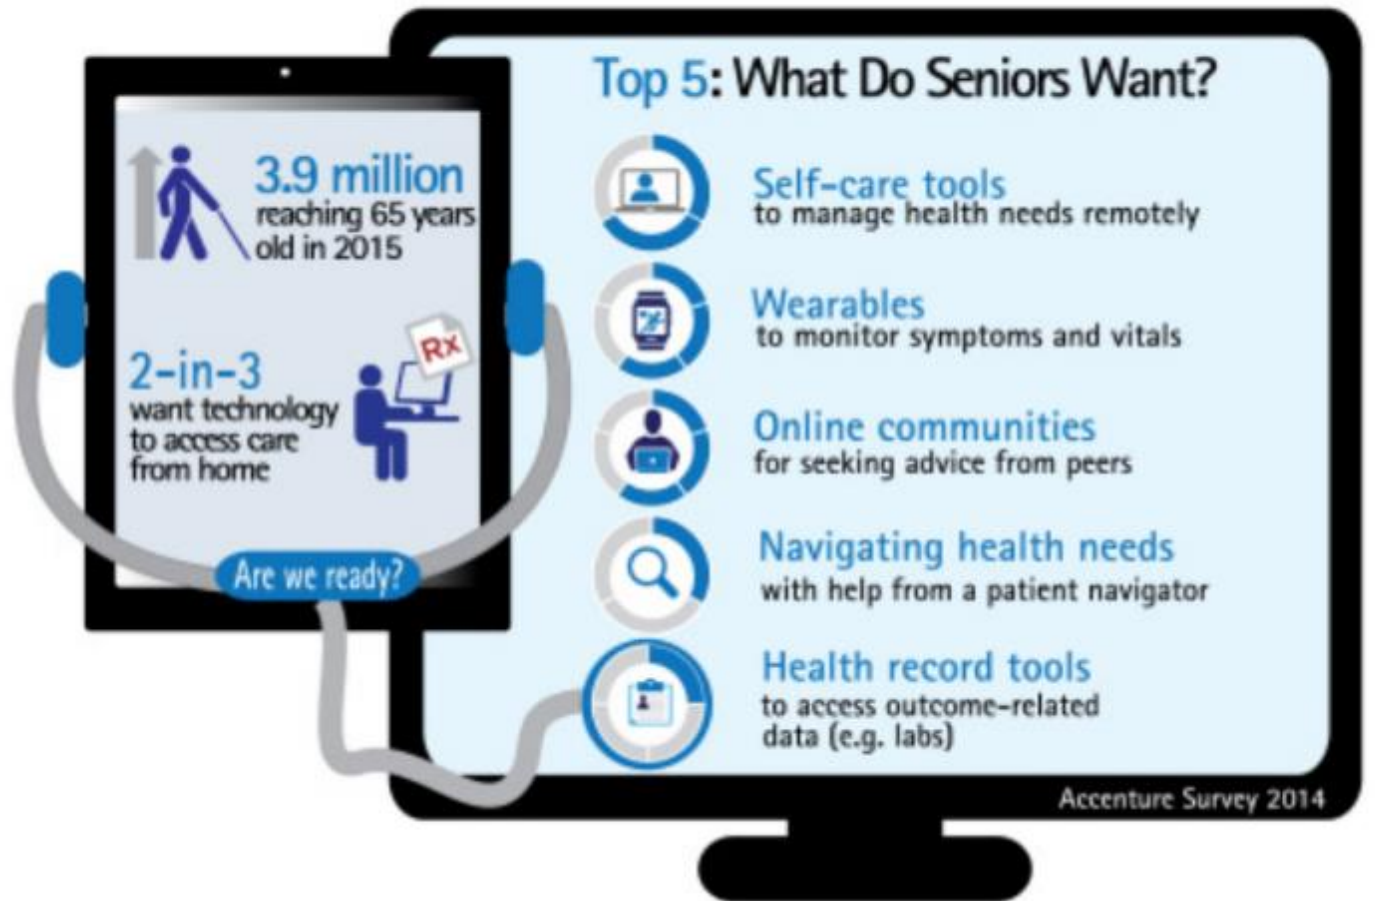 3.9 million
reaching 65 years
old in 2015
2-in-3
want technology
to access care
from home
Rx
Are we ready?
Top 5: What Do Seniors Want?
Self-care tools
to manage health needs remotely
Wearables
to monitor symptoms and vitals
Online communities
for seeking advice from peers
Navigating health needs
with help from a patient navigator
Health record tools
to access outcome-related
data (e.g. labs)
Accenture Survey 2014